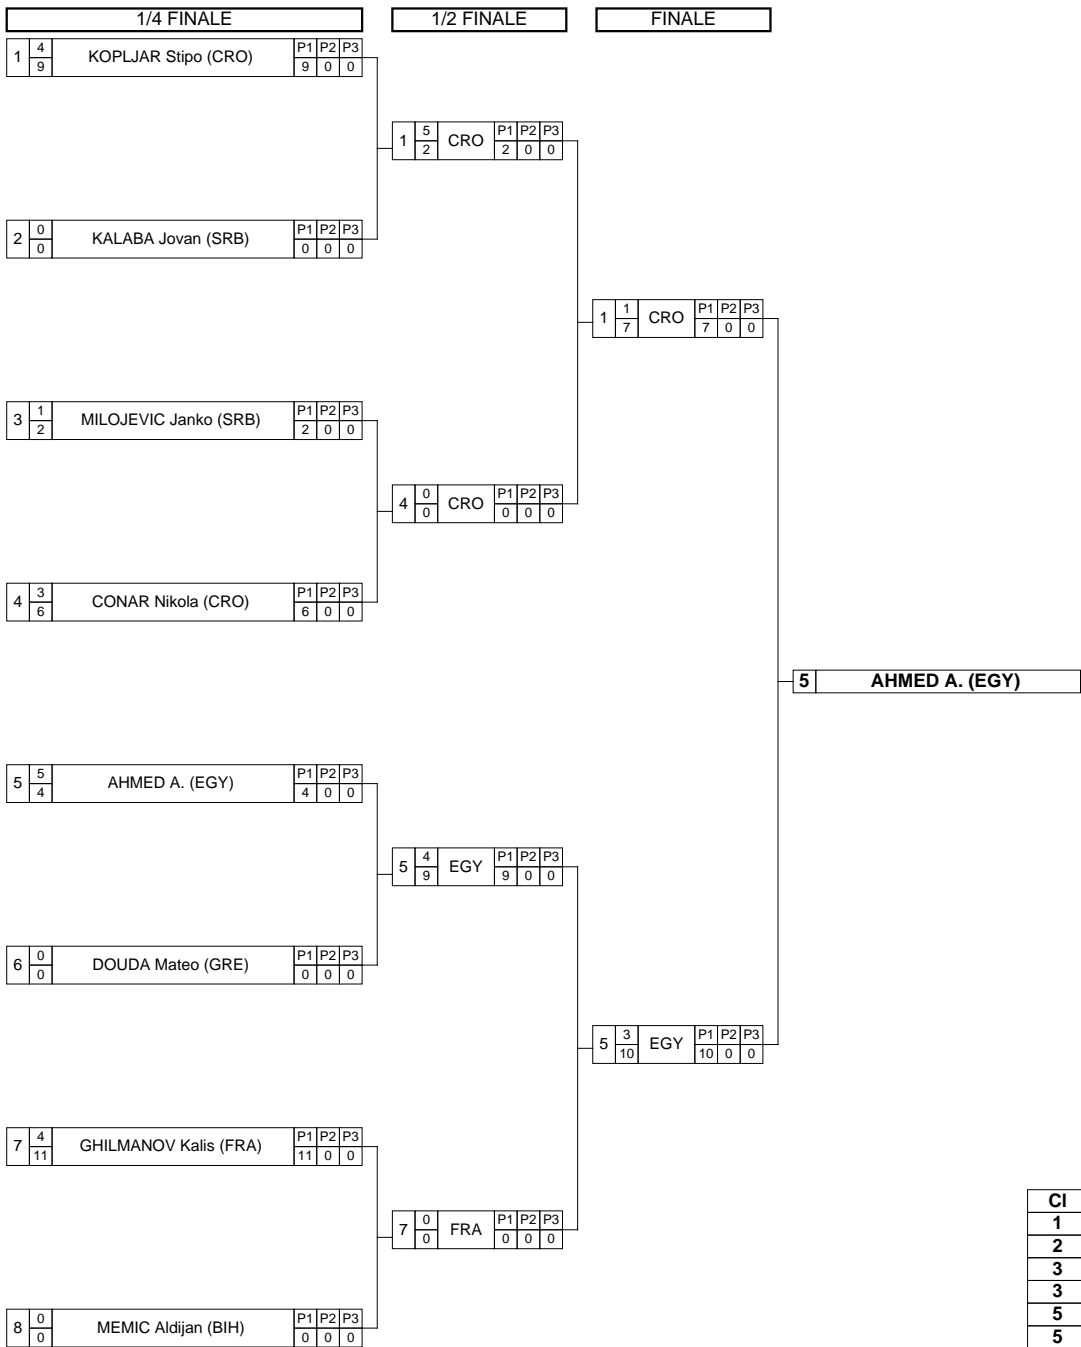 1/4 FINALE 1/2 FINALE FINALE
1 4 9 KOPLJAR Stipo (CRO) P1 P2 P3 9 0 0
1 5 2 CRO P1 P2 P3 2 0 0
2 0 0 KALABA Jovan (SRB) P1 P2 P3 0 0 0
1 1 7 CRO P1 P2 P3 7 0 0
3 1 2 MILOJEVIC Janko (SRB) P1 P2 P3 2 0 0
4 0 0 CRO P1 P2 P3 0 0 0
4 3 6 CONAR Nikola (CRO) P1 P2 P3 6 0 0
5 AHMED A. (EGY)
5 5 4 AHMED A. (EGY) P1 P2 P3 4 0 0
5 4 9 EGY P1 P2 P3 9 0 0
6 0 0 DOUDA Mateo (GRE) P1 P2 P3 0 0 0
5 3 10 EGY P1 P2 P3 10 0 0
7 4 11 GHILMANOV Kalis (FRA) P1 P2 P3 11 0 0
7 0 0 FRA P1 P2 P3 0 0 0
8 0 0 MEMIC Aldijan (BIH) P1 P2 P3 0 0 0
Cl
1
2
3
3
5
5